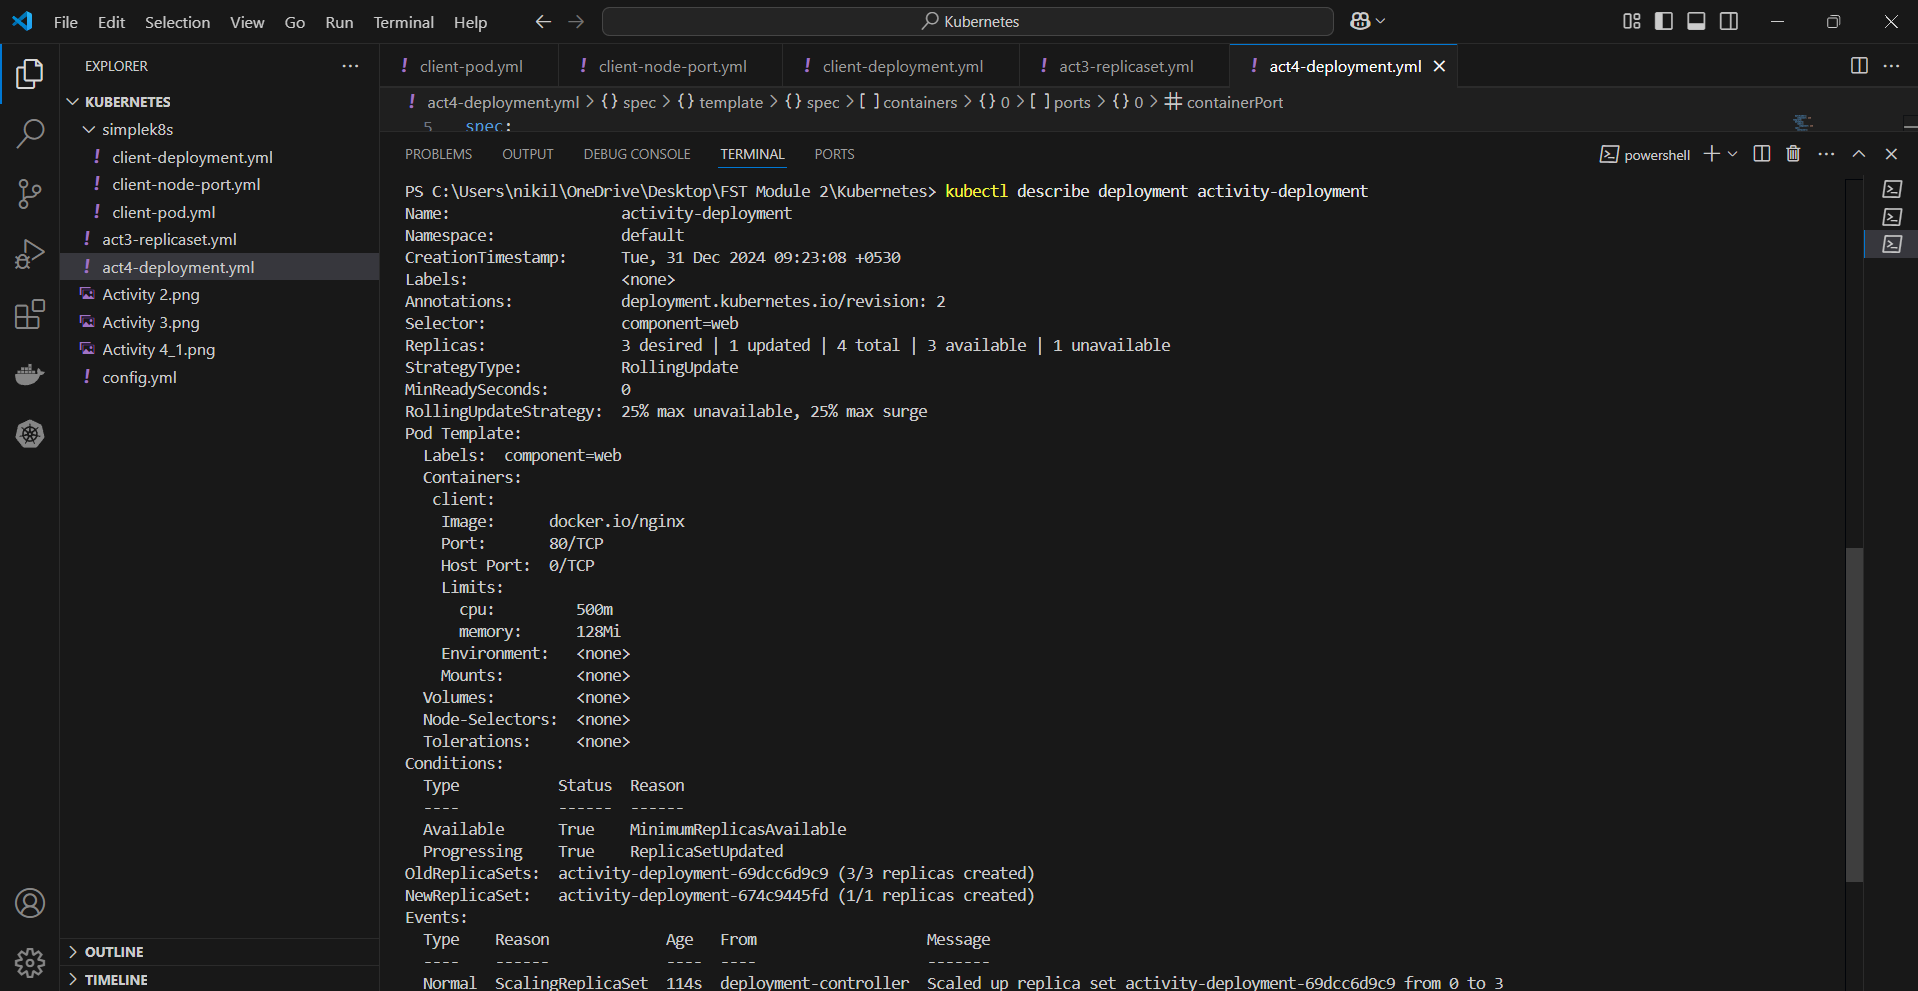 File Edit Selection View Go Run Terminal Help
Kubernetes
EXPLORER
KUBERNETES
simplek8s
client-deployment.yml
client-node-port.yml
client-pod.yml
act3-replicaset.yml
act4-deployment.yml
Activity 2.png
Activity 3.png
Activity 4_1.png
config.yml
OUTLINE
TIMELINE
client-pod.yml client-node-port.yml client-deployment.yml act3-replicaset.yml act4-deployment.yml
act4-deployment.yml > {} spec > {} template > {} spec > [ ] containers > {} 0 > [ ] ports > {} 0 > # containerPort
5 spec:
PROBLEMS OUTPUT DEBUG CONSOLE TERMINAL PORTS
powershell
PS C:\Users\nikil\OneDrive\Desktop\FST Module 2\Kubernetes> kubectl describe deployment activity-deployment
Name: activity-deployment
Namespace: default
CreationTimestamp: Tue, 31 Dec 2024 09:23:08 +0530
Labels: <none>
Annotations: deployment.kubernetes.io/revision: 2
Selector: component=web
Replicas: 3 desired | 1 updated | 4 total | 3 available | 1 unavailable
StrategyType: RollingUpdate
MinReadySeconds: 0
RollingUpdateStrategy: 25% max unavailable, 25% max surge
Pod Template:
Labels: component=web
Containers:
client:
Image: docker.io/nginx
Port: 80/TCP
Host Port: 0/TCP
Limits:
cpu: 500m
memory: 128Mi
Environment: <none>
Mounts: <none>
Volumes: <none>
Node-Selectors: <none>
Tolerations: <none>
Conditions:
Type Status Reason
---- ------ ------
Available True MinimumReplicasAvailable
Progressing True ReplicaSetUpdated
OldReplicaSets: activity-deployment-69dcc6d9c9 (3/3 replicas created)
NewReplicaSet: activity-deployment-674c9445fd (1/1 replicas created)
Events:
Type Reason Age From Message
---- ------ ---- ---- -------
Normal ScalingReplicaSet 114s deployment-controller Scaled up replica set activity-deployment-69dcc6d9c9 from 0 to 3